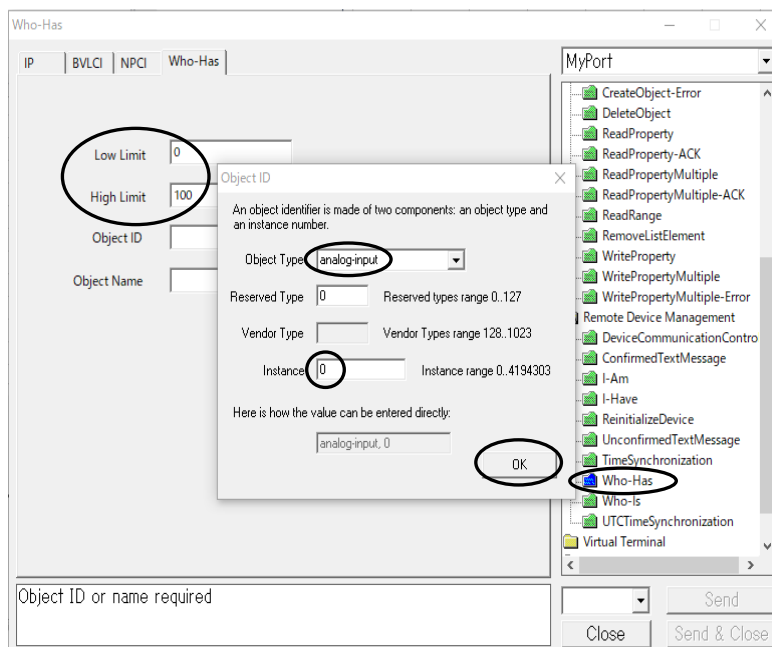 Who-Has
IP
BVLCI
NPCI
Who-Has
Low Limit
0
High Limit
100
Object ID
Object Name
Object ID
An object identifier is made of two components: an object type and
an instance number.
Object Type
analog-input
Reserved Type
0
Reserved types range 0..127
Vendor Type
Vendor Types range 128..1023
Instance
0
Instance range 0..4194303
Here is how the value can be entered directly:
analog-input, 0
OK
MyPort
CreateObject-Error
DeleteObject
ReadProperty
ReadProperty-ACK
ReadPropertyMultiple
ReadPropertyMultiple-ACK
ReadRange
RemoveListElement
WriteProperty
WritePropertyMultiple
WritePropertyMultiple-Error
Remote Device Management
DeviceCommunicationContro
ConfirmedTextMessage
I-Am
I-Have
ReinitializeDevice
UnconfirmedTextMessage
TimeSynchronization
Who-Has
Who-Is
UTCTimeSynchronization
Virtual Terminal
Object ID or name required
Send
Close
Send & Close